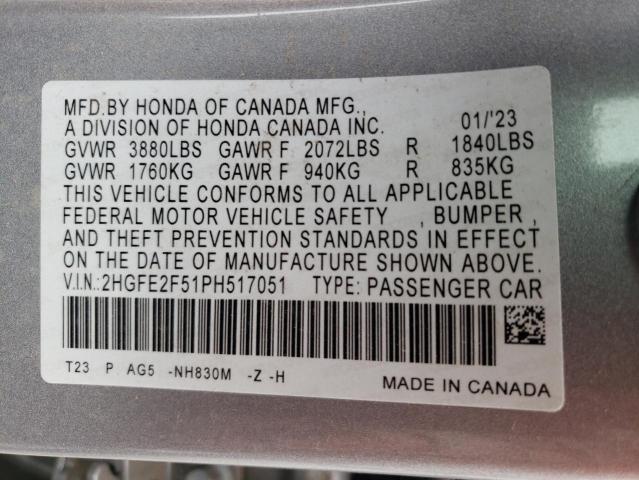 MFD.BY HONDA OF CANADA MFG.,
A DIVISION OF HONDA CANADA INC. 01/'23
GVWR 3880LBS GAWR F 2072LBS R 1840LBS
GVWR 1760KG GAWR F 940KG R 835KG
THIS VEHICLE CONFORMS TO ALL APPLICABLE
FEDERAL MOTOR VEHICLE SAFETY , BUMPER ,
AND THEFT PREVENTION STANDARDS IN EFFECT
ON THE DATE OF MANUFACTURE SHOWN ABOVE.
V.I.N.:2HGFE2F51PH517051 TYPE: PASSENGER CAR
T23 P AG5 -NH830M -Z -H
MADE IN CANADA